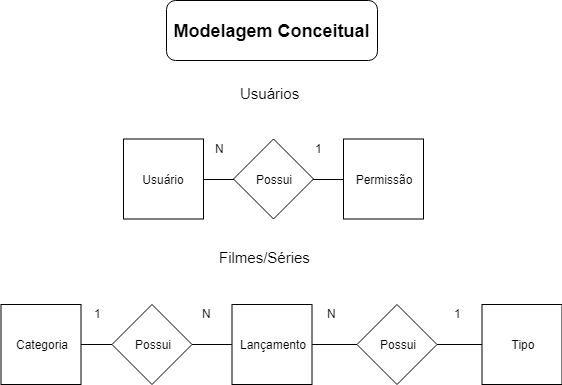 Modelagem Conceitual
Usuários
N
1
Usuário
Possui
Permissão
Filmes/Séries
1
N
N
1
Categoria
Possui
Lançamento
Possui
Tipo